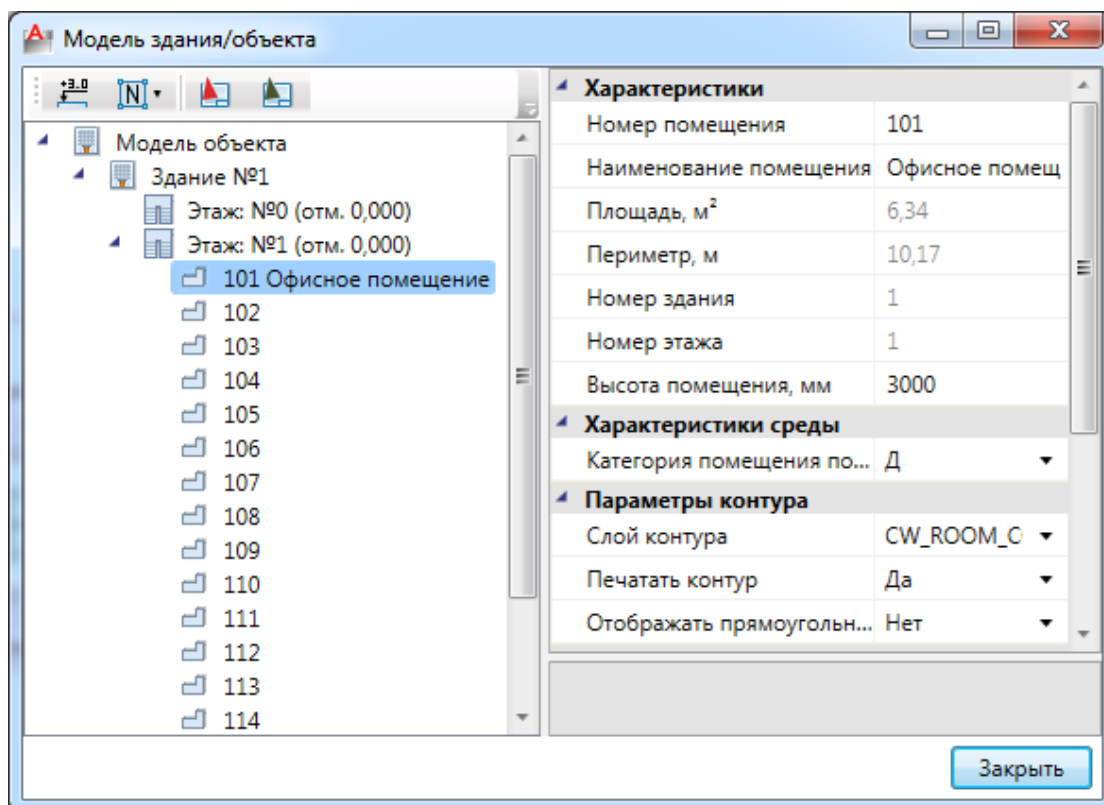 Модель здания/объекта
+3.0
N
Модель объекта
Здание №1
Этаж: №0 (отм. 0,000)
Этаж: №1 (отм. 0,000)
101 Офисное помещение
102
103
104
105
106
107
108
109
110
111
112
113
114
Характеристики
Номер помещения 101
Наименование помещения Офисное помещ
Площадь, м² 6,34
Периметр, м 10,17
Номер здания 1
Номер этажа 1
Высота помещения, мм 3000
Характеристики среды
Категория помещения по... Д
Параметры контура
Слой контура CW_ROOM_C
Печатать контур Да
Отображать прямоугольн... Нет
Закрыть